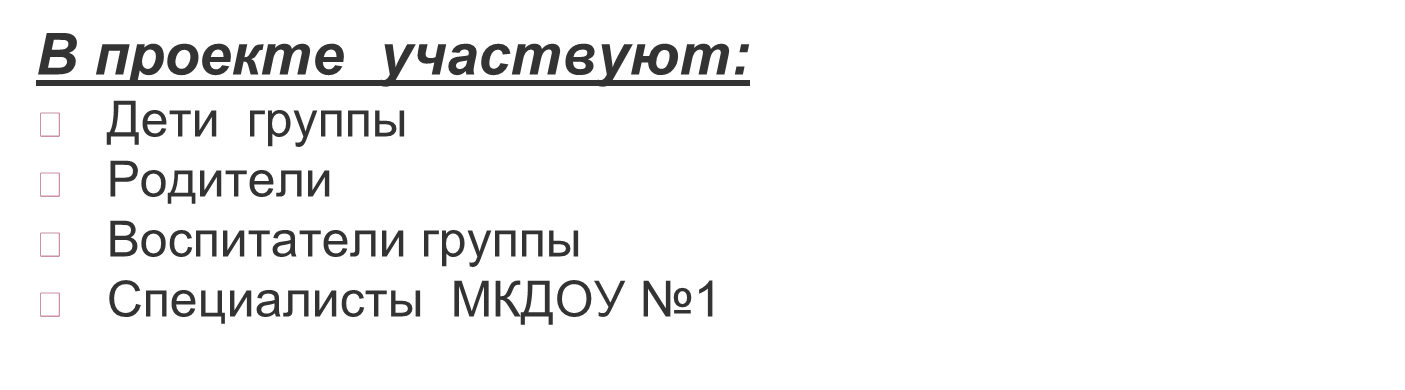 В проекте участвуют:
Дети группы
Родители
Воспитатели группы
Специалисты МКДОУ №1